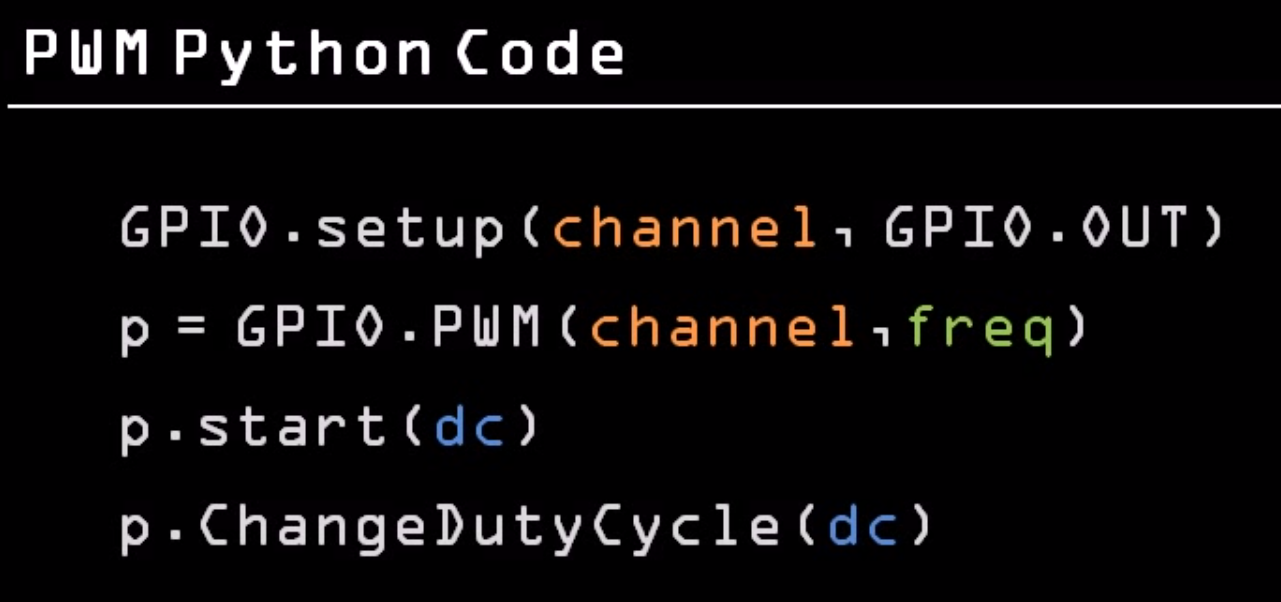 PWM Python Code
GPIO.setup(channel, GPIO.OUT)
p = GPIO.PWM(channel,freq)
p.start(dc)
p.ChangeDutyCycle(dc)